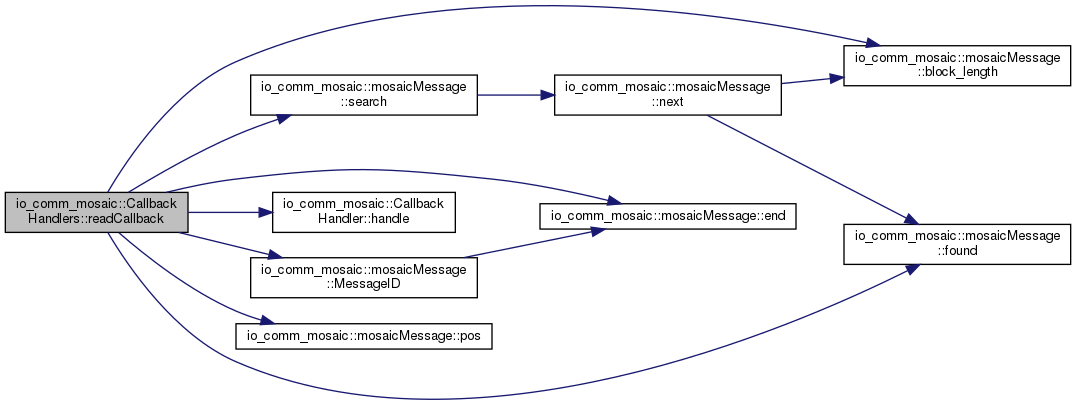 io_comm_mosaic::Callback
Handlers::readCallback
io_comm_mosaic::mosaicMessage
::search
io_comm_mosaic::Callback
Handler::handle
io_comm_mosaic::mosaicMessage
::MessageID
io_comm_mosaic::mosaicMessage::pos
io_comm_mosaic::mosaicMessage
::next
io_comm_mosaic::mosaicMessage::end
io_comm_mosaic::mosaicMessage
::block_length
io_comm_mosaic::mosaicMessage
::found